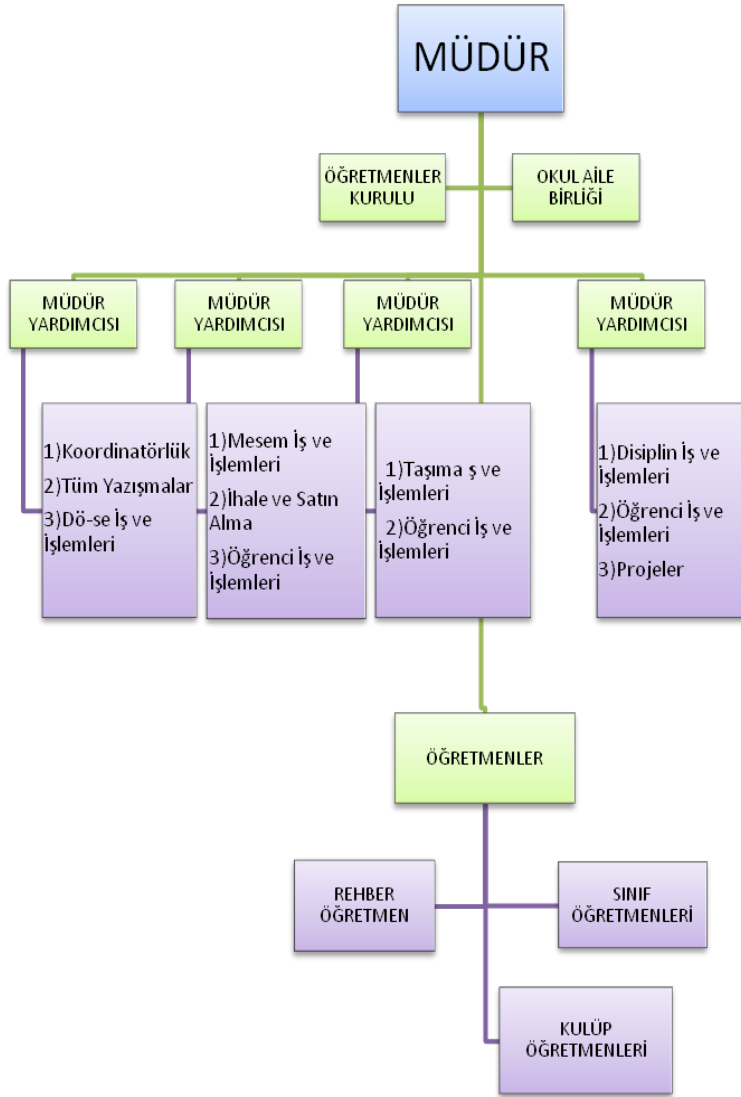 MÜDÜR
ÖĞRETMENLER
KURULU
OKUL AİLE
BİRLİĞİ
MÜDÜR
YARDIMCISI
MÜDÜR
YARDIMCISI
MÜDÜR
YARDIMCISI
MÜDÜR
YARDIMCISI
1)Koordinatörlük
2)Tüm Yazışmalar
3)Dö-se İş ve
İşlemleri
1)Mesem İş ve
İşlemleri
2)İhale ve Satın
Alma
3)Öğrenci İş ve
İşlemleri
1)Taşıma ş ve
İşlemleri
2)Öğrenci İş ve
İşlemleri
1)Disiplin İş ve
İşlemleri
2)Öğrenci İş ve
İşlemleri
3)Projeler
ÖĞRETMENLER
REHBER
ÖĞRETMEN
SINIF
ÖĞRETMENLERİ
KULÜP
ÖĞRETMENLERİ